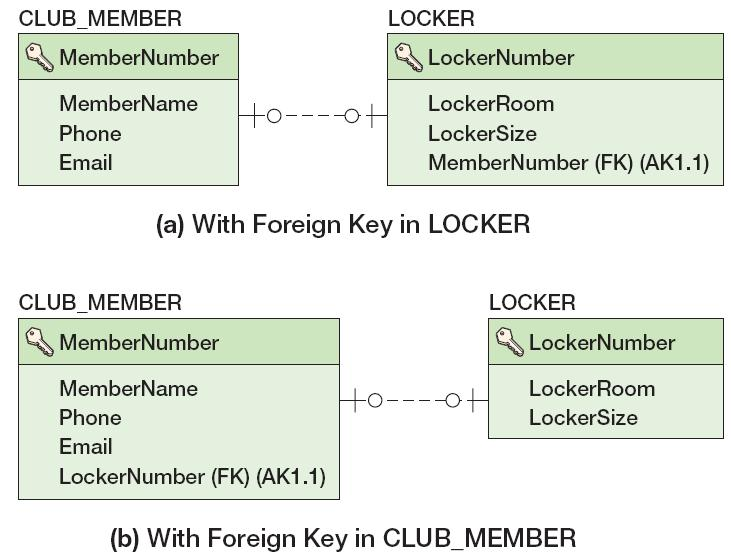 CLUB_MEMBER
LOCKER
MemberNumber
LockerNumber
MemberName
Phone
Email
LockerRoom
LockerSize
MemberNumber (FK) (AK1.1)
(a) With Foreign Key in LOCKER
CLUB_MEMBER
LOCKER
MemberNumber
LockerNumber
MemberName
Phone
Email
LockerNumber (FK) (AK1.1)
LockerRoom
LockerSize
(b) With Foreign Key in CLUB_MEMBER